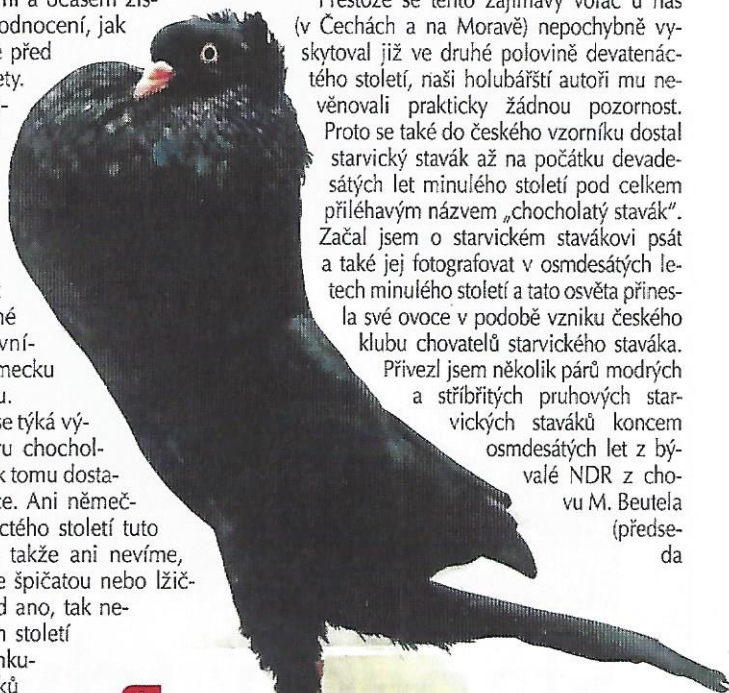 odnocení, jak
před
ety.
né
vní-
mecku
u.
se týká vý-
ru chochol-
k tomu dosta-
ce. Ani němeč-
ctého století tuto
takže ani nevíme,
e špičatou nebo lžič-
d ano, tak ne-
n století
nku-
ků
Přestože se tento zajímavý voláč u nás
(v Čechách a na Moravě) nepochybně vy-
skytoval již ve druhé polovině devatenác-
tého století, naši holubářští autoři mu ne-
věnovali prakticky žádnou pozornost.
Proto se také do českého vzorníku dostal
starvický stavák až na počátku devade-
sátých let minulého století pod celkem
přiléhavým názvem „chocholatý stavák“.
Začal jsem o starvickém stavákovi psát
a také jej fotografovat v osmdesátých le-
tech minulého století a tato osvěta přines-
la své ovoce v podobě vzniku českého
klubu chovatelů starvického staváka.
Přivezl jsem několik párů modrých
a stříbřitých pruhových star-
vických staváků koncem
osmdesátých let z bý-
valé NDR z cho-
vu M. Beutela
(předse-
da